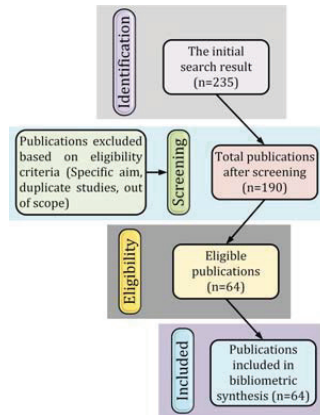 Identification
The initial
search result
(n=235)
Publications excluded
based on eligibility
criteria (Specific aim,
duplicate studies, out
of scope)
Screening
Total publications
after screening
(n=190)
Eligibility
Eligible
publications
(n=64)
Included
Publications
included in
bibliometric
synthesis (n=64)